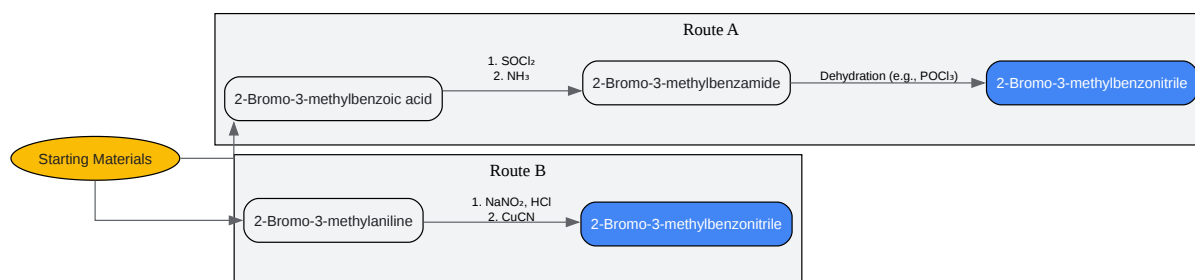 Route A
1. SOCl₂
2. NH₃
2-Bromo-3-methylbenzoic acid
2-Bromo-3-methylbenzamide
Dehydration (e.g., POCl₃)
2-Bromo-3-methylbenzonitrile
Starting Materials
Route B
1. NaNO₂, HCl
2. CuCN
2-Bromo-3-methylaniline
2-Bromo-3-methylbenzonitrile